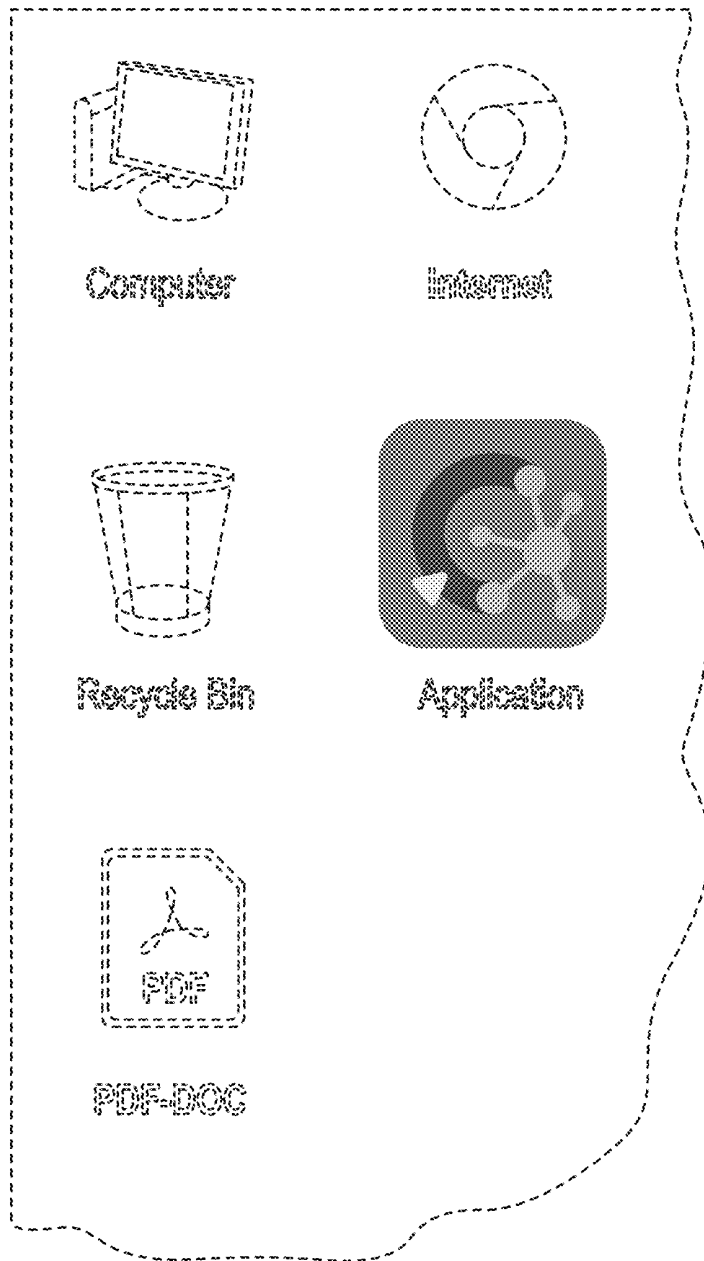 Computer
Internet
Recycle Bin
Application
PDF
PDF-DOC